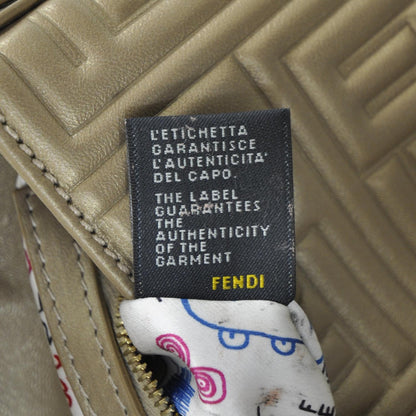 L'ETICHETTA
GARANTISCE
L'AUTENTICITA'
DEL CAPO.
THE LABEL
GUARANTEES
THE
AUTHENTICITY
OF THE
GARMENT
FENDI